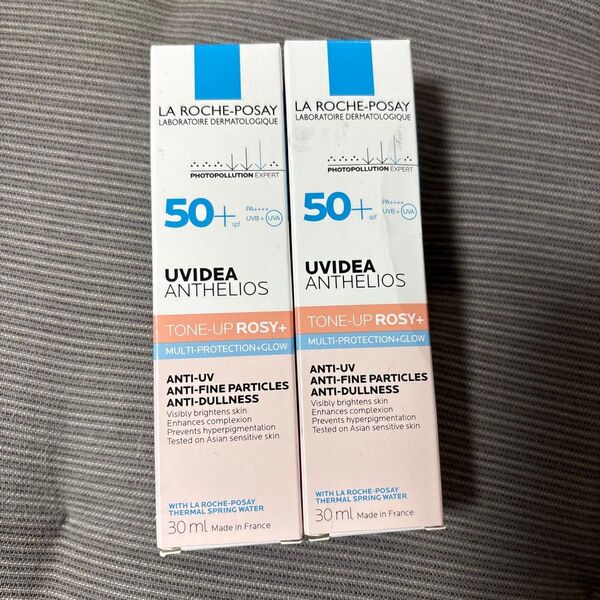 LA ROCHE-POSAY
LABORATOIRE DERMATOLOGIQUE
PHOTOPOLLUTION EXPERT
50+ spf
PA++++
UVB + UVA
UVIDEA
ANTHELIOS
TONE-UP ROSY+
MULTI-PROTECTION+GLOW
ANTI-UV
ANTI-FINE PARTICLES
ANTI-DULLNESS
Visibly brightens skin
Enhances complexion
Prevents hyperpigmentation
Tested on Asian sensitive skin
WITH LA ROCHE-POSAY
THERMAL SPRING WATER
30 ml Made in France
LA ROCHE-POSAY
LABORATOIRE DERMATOLOGIQUE
PHOTOPOLLUTION EXPERT
50+ spf
PA++++
UVB + UVA
UVIDEA
ANTHELIOS
TONE-UP ROSY+
MULTI-PROTECTION+GLOW
ANTI-UV
ANTI-FINE PARTICLES
ANTI-DULLNESS
Visibly brightens skin
Enhances complexion
Prevents hyperpigmentation
Tested on Asian sensitive skin
WITH LA ROCHE-POSAY
THERMAL SPRING WATER
30 ml Made in France